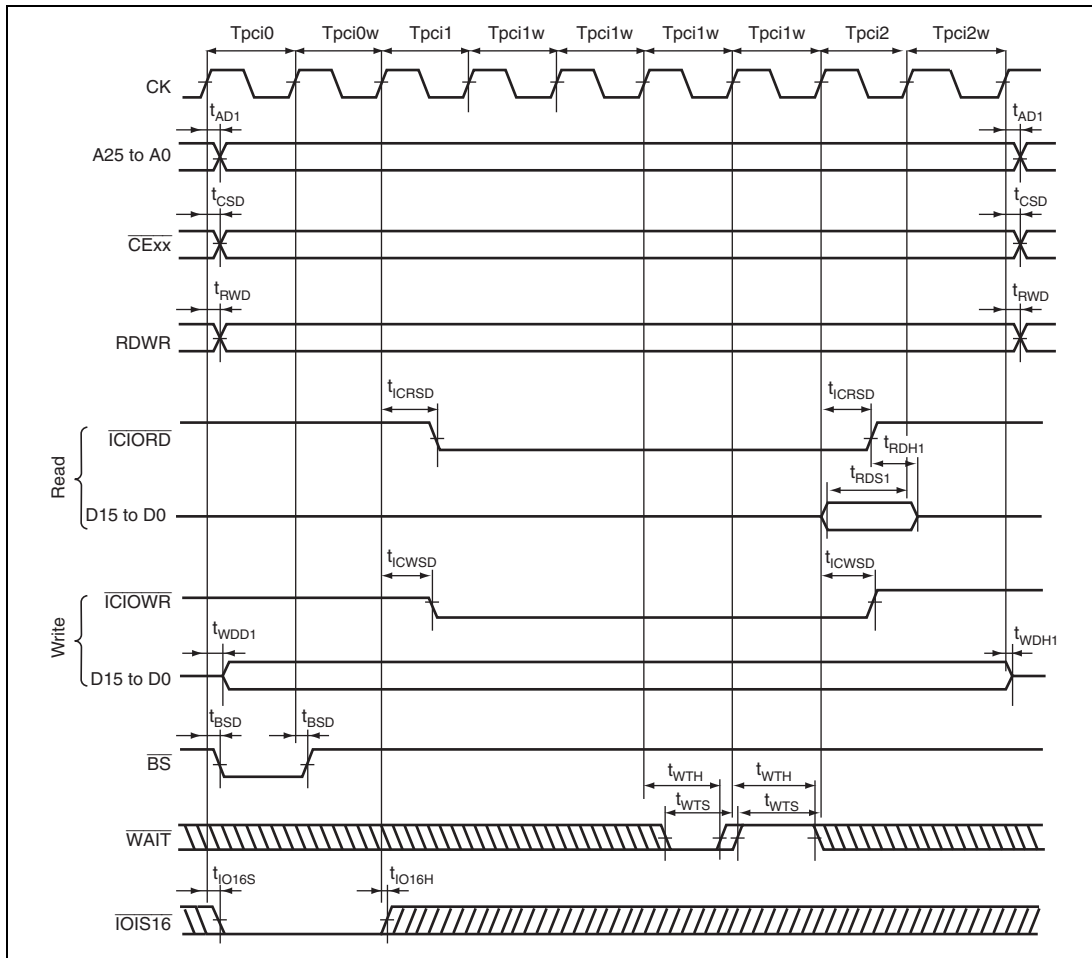 Tpci0 Tpci0w Tpci1 Tpci1w Tpci1w Tpci1w Tpci1w Tpci2 Tpci2w
CK
tAD1 tAD1
A25 to A0
tCSD tCSD
CExx
tRWD tRWD
RDWR
tICRSD tICRSD
ICIORD
tRDH1
Read
tRDS1
D15 to D0
tICWSD tICWSD
ICIOWR
Write
tWDD1 tWDH1
D15 to D0
tBSD tBSD
BS
tWTH tWTH
tWTS tWTS
WAIT
tIO16S tIO16H
IOIS16